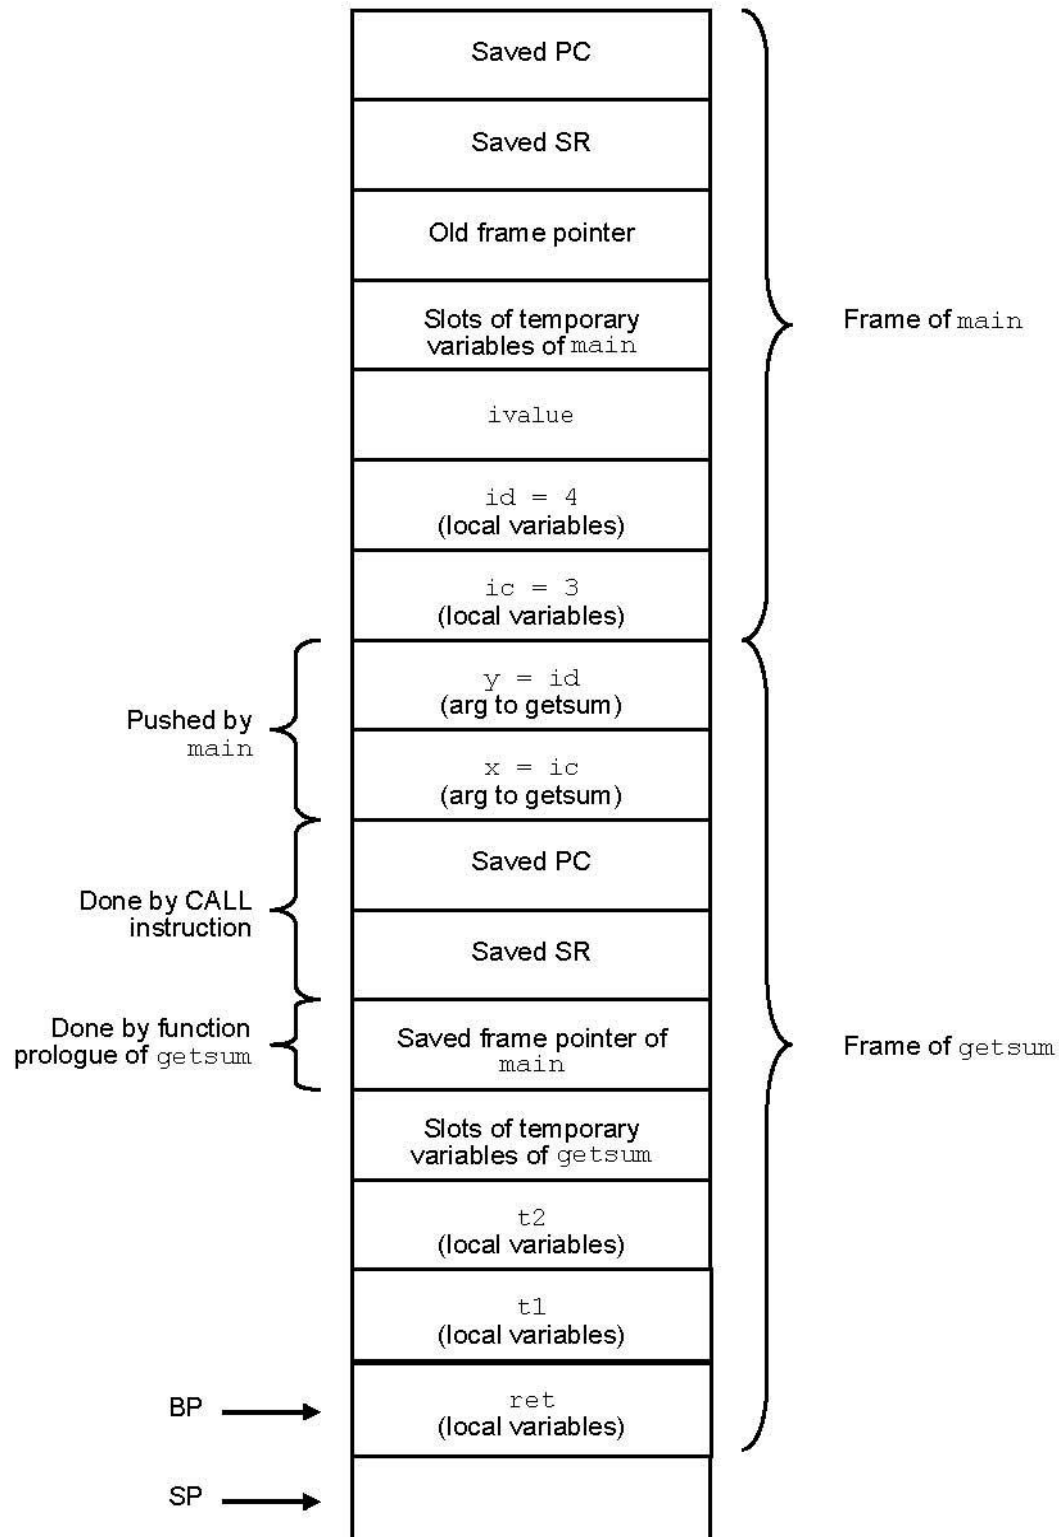 Saved PC
Saved SR
Old frame pointer
Slots of temporary
variables of main
Frame of main
ivalue
id = 4
(local variables)
ic = 3
(local variables)
y = id
(arg to getsum)
Pushed by
main
x = ic
(arg to getsum)
Saved PC
Done by CALL
instruction
Saved SR
Done by function
prologue of getsum
Saved frame pointer of
main
Frame of getsum
Slots of temporary
variables of getsum
t2
(local variables)
t1
(local variables)
BP
ret
(local variables)
SP